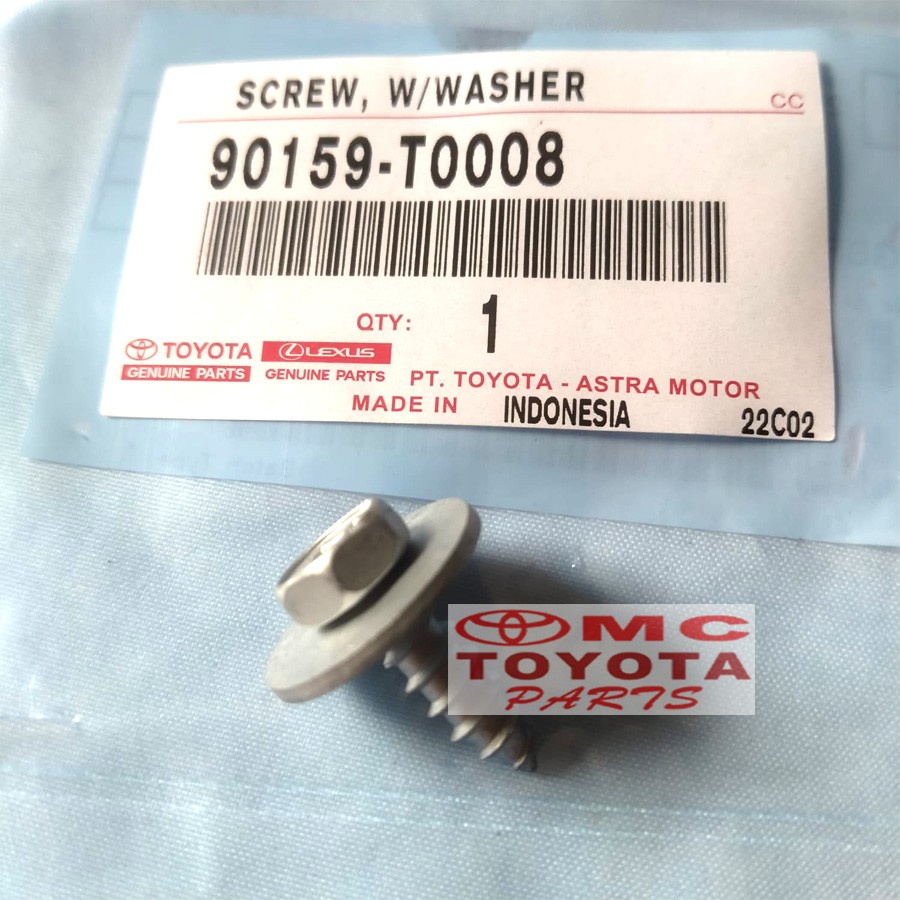 SCREW, W/WASHER
CC
90159-T0008
QTY: 1
TOYOTA LEXUS
GENUINE PARTS GENUINE PARTS PT. TOYOTA - ASTRA MOTOR
MADE IN INDONESIA 22C02
MC
TOYOTA
PARTS